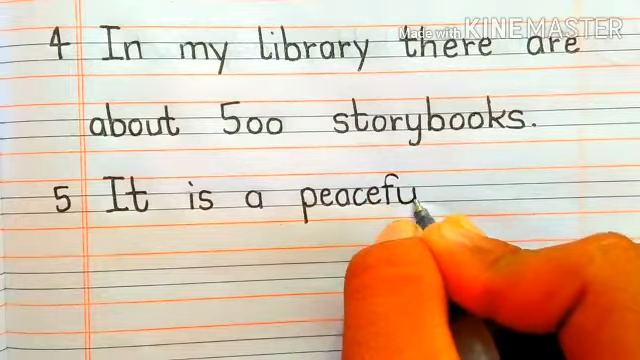 Made with KINEMASTER
4 In my library there are
about 500 storybooks.
5 It is a peacefu